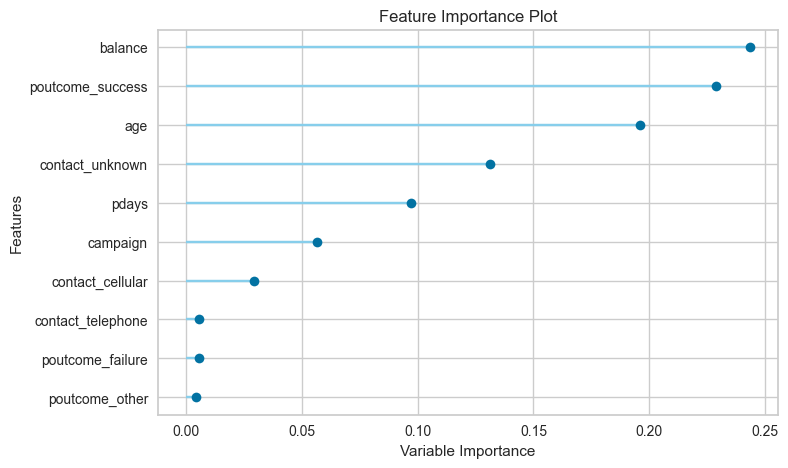 Feature Importance Plot
balance
poutcome_success
age
contact_unknown
pdays
campaign
contact_cellular
contact_telephone
poutcome_failure
poutcome_other
Features
0.00 0.05 0.10 0.15 0.20 0.25
Variable Importance